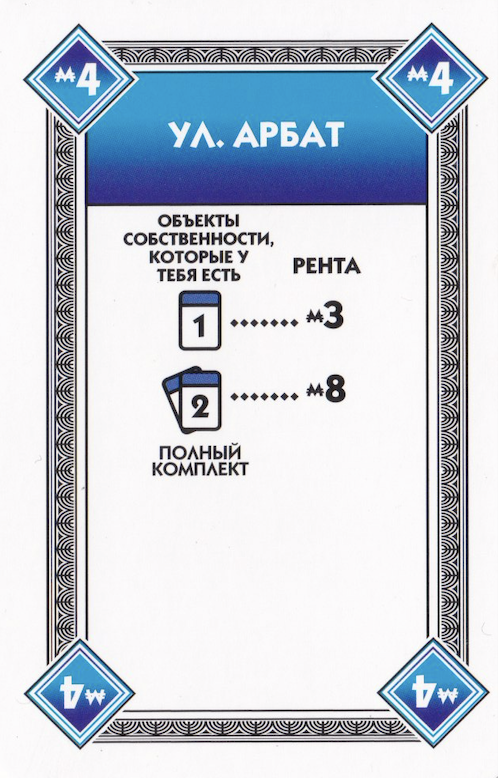 ₩4 ₩4
УЛ. АРБАТ
ОБЪЕКТЫ
СОБСТВЕННОСТИ,
КОТОРЫЕ У
ТЕБЯ ЕСТЬ
РЕНТА
1 ........ ₩3
2 ........ ₩8
ПОЛНЫЙ
КОМПЛЕКТ
₩4 ₩4